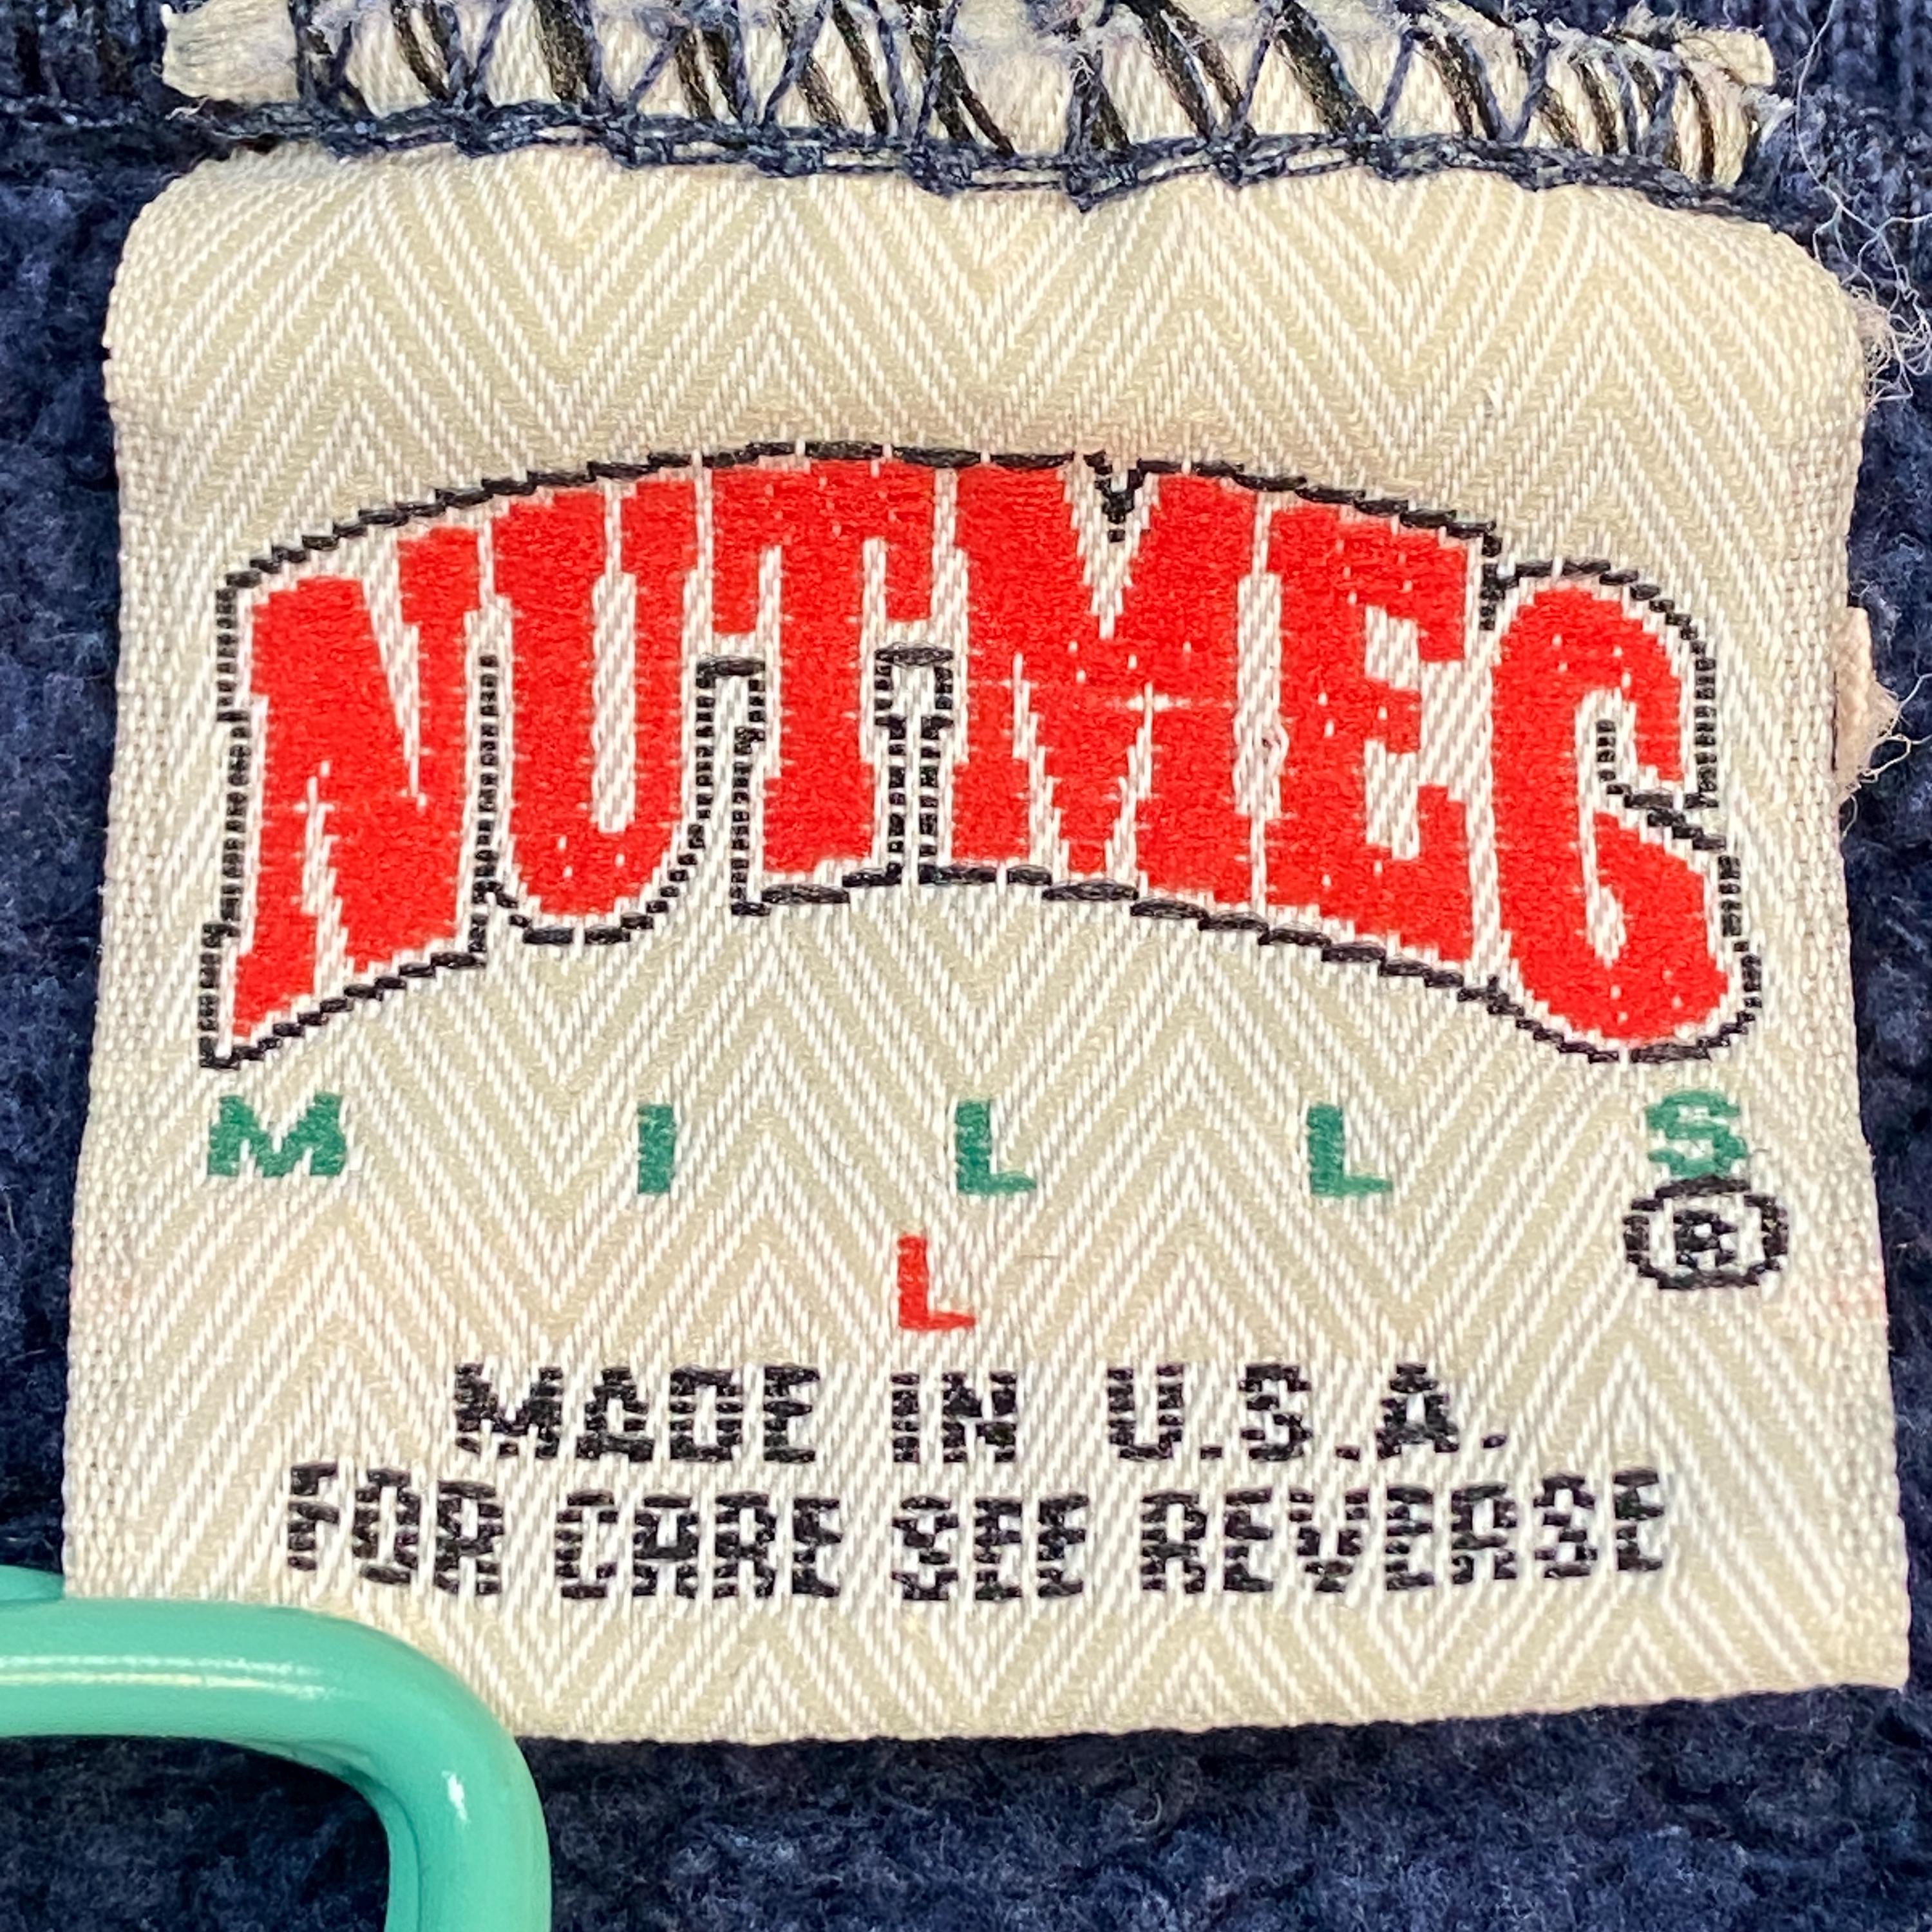 NUTMEG
MILLS
®
L
MADE IN U.S.A.
FOR CARE SEE REVERSE